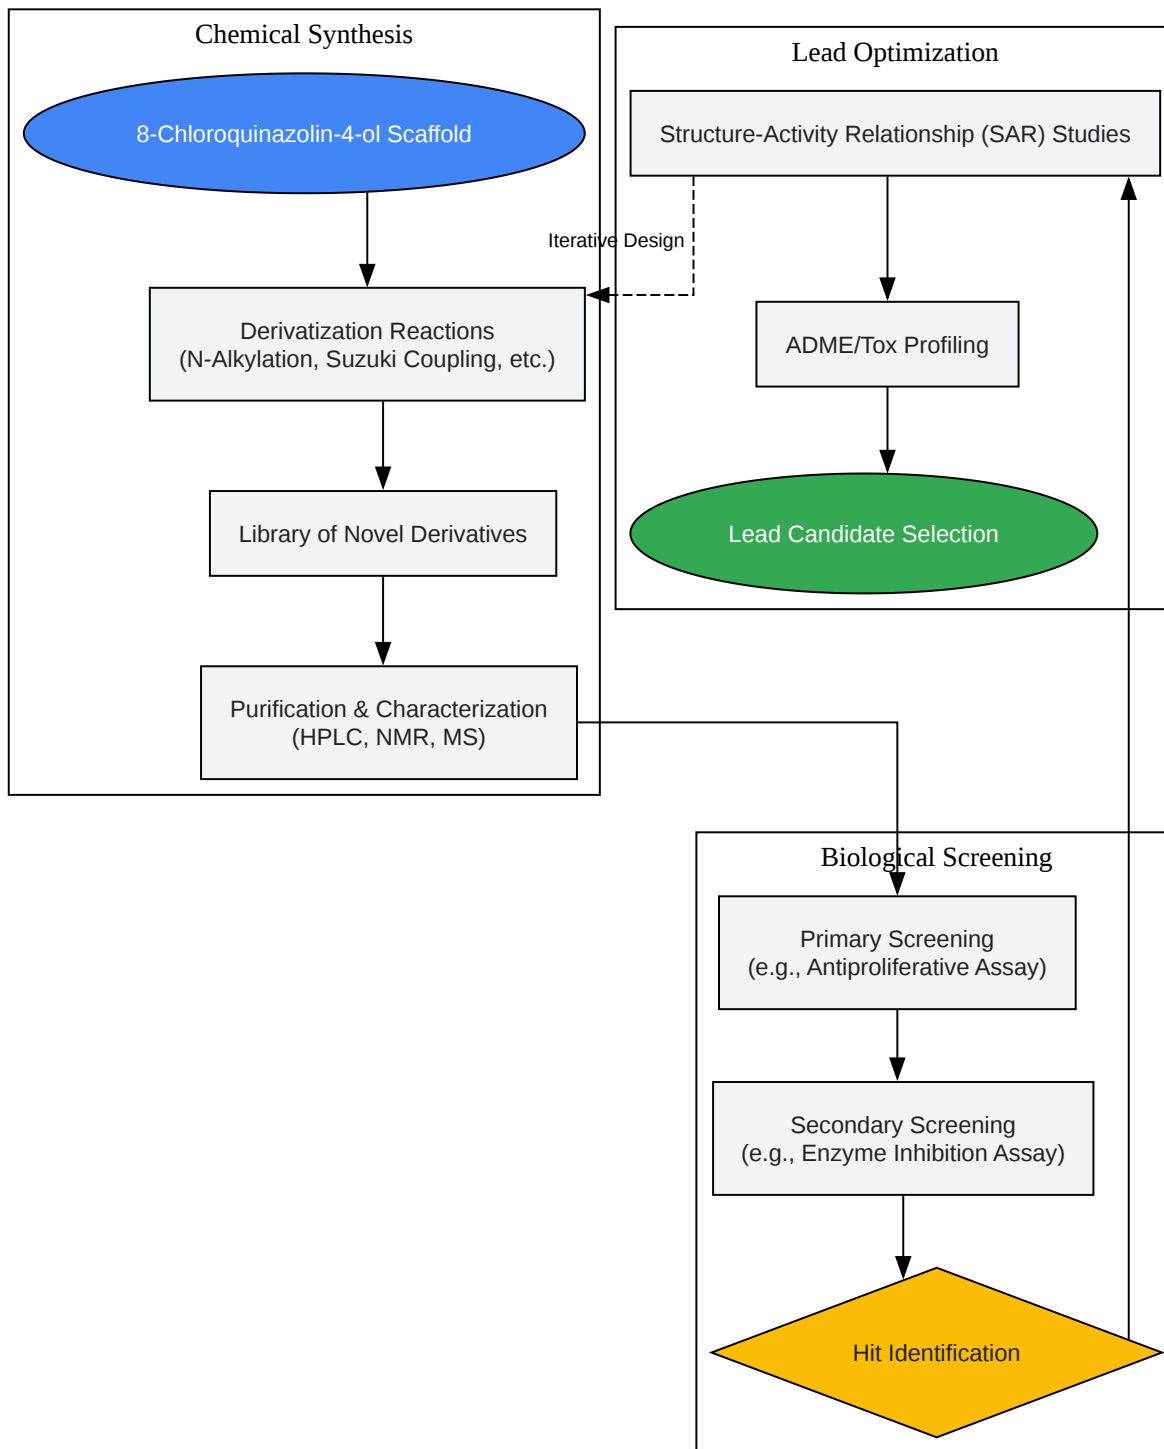 Chemical Synthesis
8-Chloroquinazolin-4-ol Scaffold
Derivatization Reactions
(N-Alkylation, Suzuki Coupling, etc.)
Library of Novel Derivatives
Purification & Characterization
(HPLC, NMR, MS)
Lead Optimization
Structure-Activity Relationship (SAR) Studies
Iterative Design
ADME/Tox Profiling
Lead Candidate Selection
Biological Screening
Primary Screening
(e.g., Antiproliferative Assay)
Secondary Screening
(e.g., Enzyme Inhibition Assay)
Hit Identification